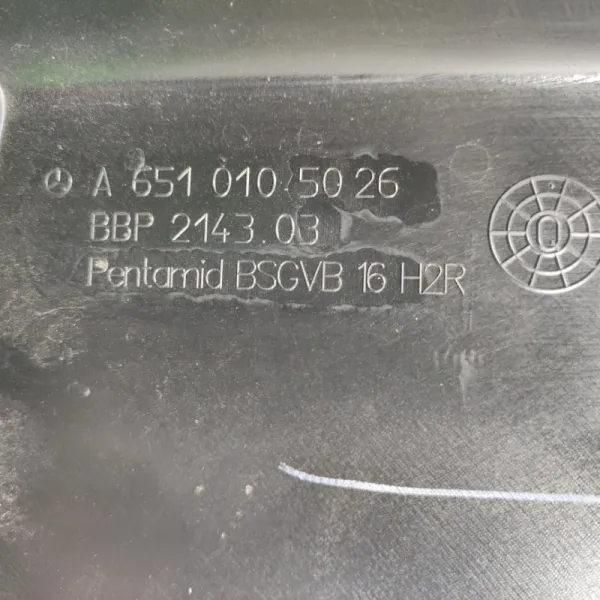 A 651 010 50 26
BBP 2143.03
Pentamid BSGVB 16 H2R